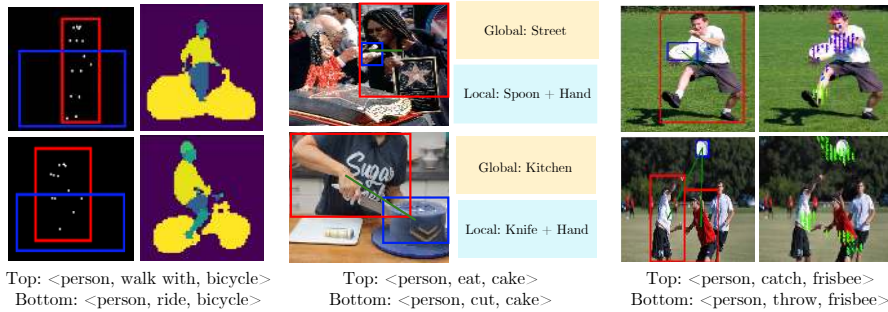 Global: Street
Local: Spoon + Hand
Sugar
Global: Kitchen
Local: Knife + Hand
Top: <person, walk with, bicycle>
Bottom: <person, ride, bicycle>
Top: <person, eat, cake>
Bottom: <person, cut, cake>
Top: <person, catch, frisbee>
Bottom: <person, throw, frisbee>